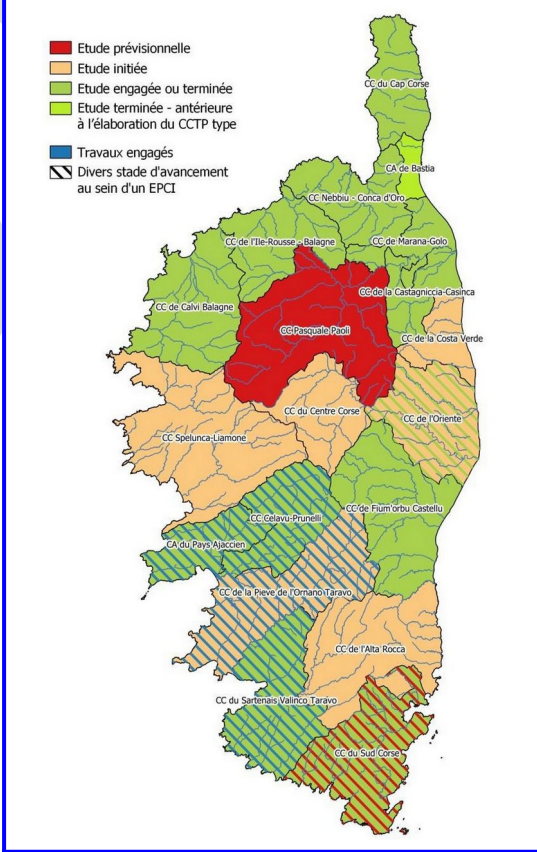 Etude prévisionnelle
Etude initiée
Etude engagée ou terminée
Etude terminée - antérieure
à l'élaboration du CCTP type
Travaux engagés
Divers stade d'avancement
au sein d'un EPCI
CC du Cap Corse
CA de Bastia
CC Nebbiu - Conca d'Oro
CC de l'Ile-Rousse - Balagne
CC de Marana-Golo
CC de la Castagniccia-Casinca
CC de Calvi Balagne
CC Pasquale Paoli
CC de la Costa Verde
CC du Centre Corse
CC de l'Oriente
CC Spelunca-Liamone
CC de Fium'orbu Castellu
CC Celavu-Prunelli
CA du Pays Ajaccien
CC de la Pieve de l'Ornano Taravo
CC de l'Alta Rocca
CC du Sartenais Valinco Taravo
CC du Sud Corse